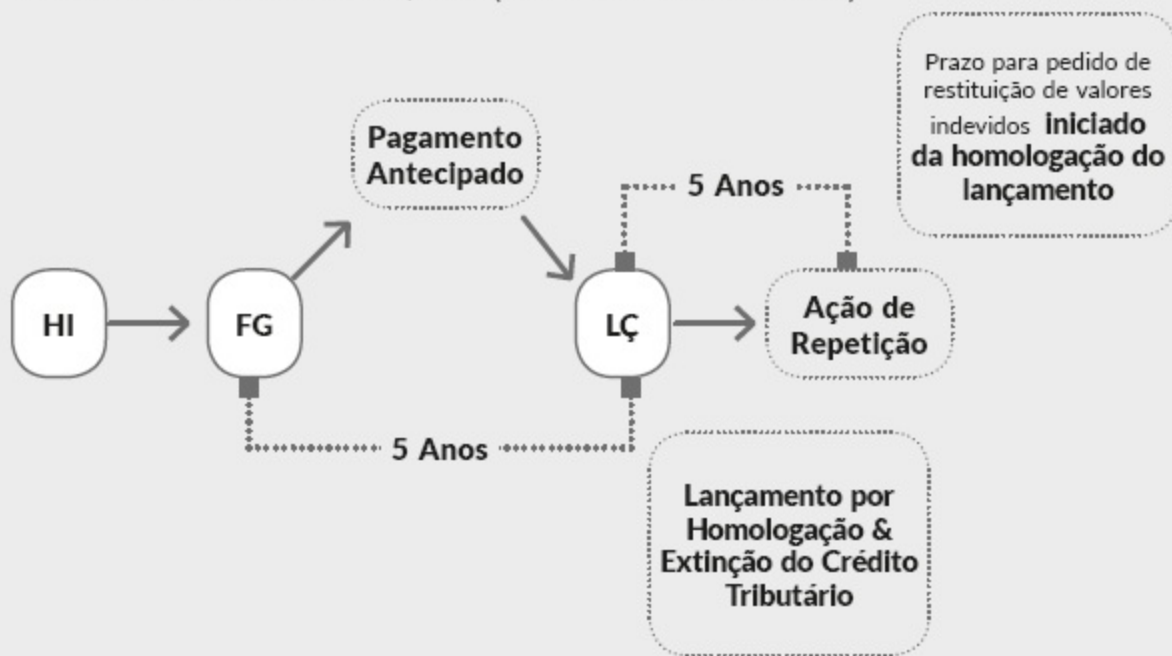 Prazo para pedido de
restituição de valores
indevidos iniciado
da homologação do
lançamento
Pagamento
Antecipado
5 Anos
HI
FG
LÇ
Ação de
Repetição
5 Anos
Lançamento por
Homologação &
Extinção do Crédito
Tributário